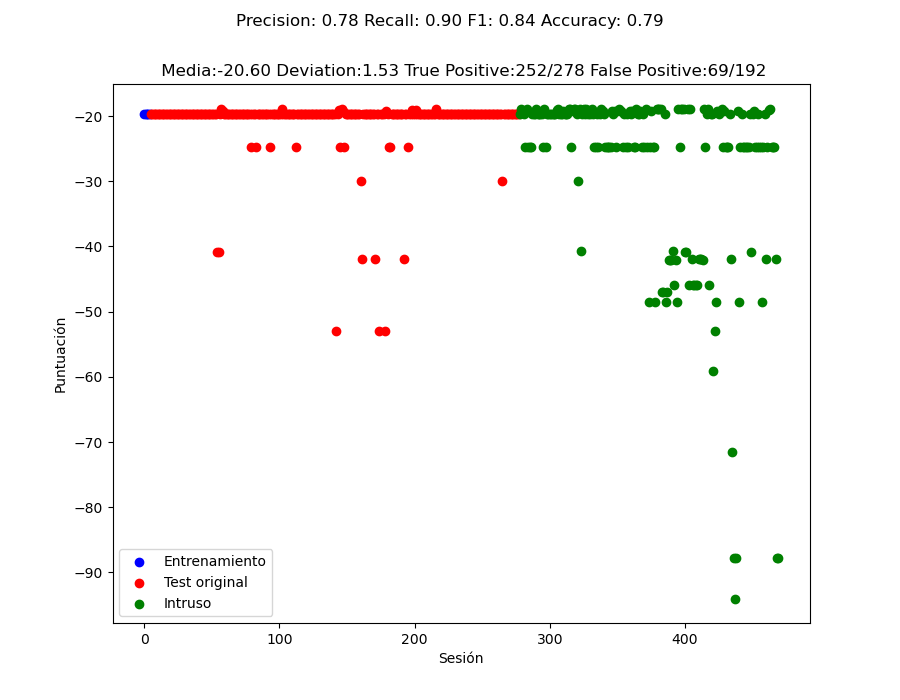 Precision: 0.78 Recall: 0.90 F1: 0.84 Accuracy: 0.79
Media:-20.60 Deviation:1.53 True Positive:252/278 False Positive:69/192
−20
−30
−40
−50
−60
−70
−80
−90
Puntuación
Entrenamiento
Test original
Intruso
0 100 200 300 400
Sesión